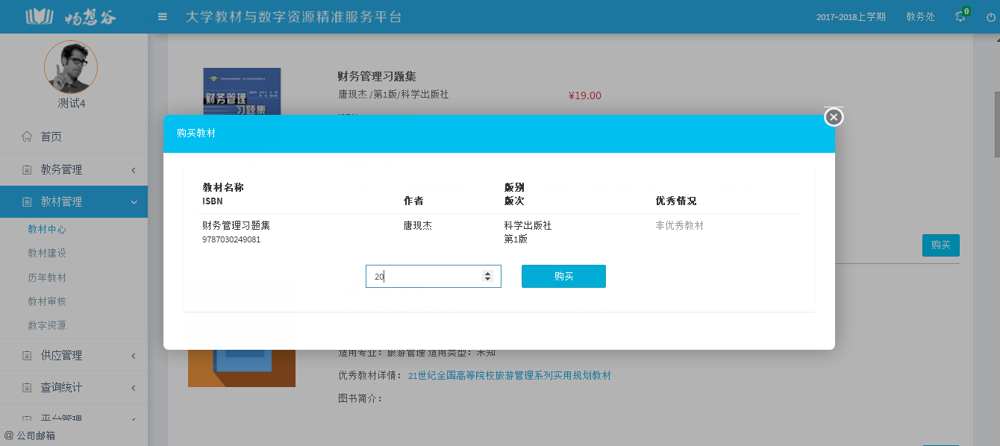 畅想谷
大学教材与数字资源精准服务平台
2017~2018上学期
教务处
0
测试4
首页
教务管理
教材管理
教材中心
教材建设
历年教材
教材审核
数字资源
供应管理
查询统计
平台管理
@ 公司邮箱
财务管理
习题集
财务管理习题集
唐现杰 /第1版/科学出版社
¥19.00
购买教材
教材名称
ISBN
作者
版别
版次
优秀情况
财务管理习题集
9787030249081
唐现杰
科学出版社
第1版
非优秀教材
20
购买
购买
适用专业：旅游管理 适用类型：未知
优秀教材详情：21世纪全国高等院校旅游管理系列实用规划教材
图书简介：